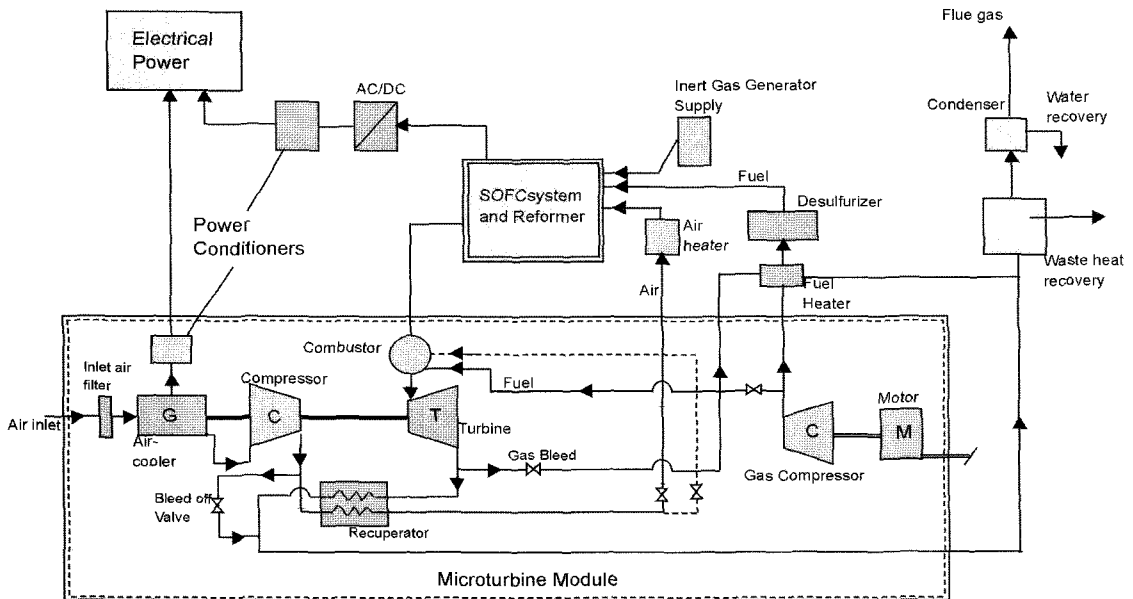 Flue gas
Electrical
Power
Inert Gas Generator
Supply
AC/DC
Condenser
Water
recovery
Fuel
SOFCsystem
and Reformer
Desulfurizer
Power
Conditioners
Air
heater
Waste heat
recovery
Air
Fuel
Heater
Combustor
Inlet air
filter
Compressor
Fuel
Motor
Air inlet
G
C
T
C
M
Turbine
Air-
cooler
Gas Bleed
Gas Compressor
Bleed off
Valve
Recuperator
Microturbine Module